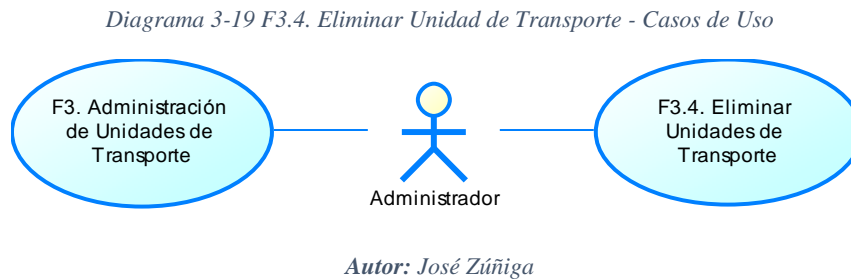 Diagrama 3-19 F3.4. Eliminar Unidad de Transporte - Casos de Uso
F3. Administración
de Unidades de
Transporte
Administrador
F3.4. Eliminar
Unidades de
Transporte
Autor: José Zúñiga